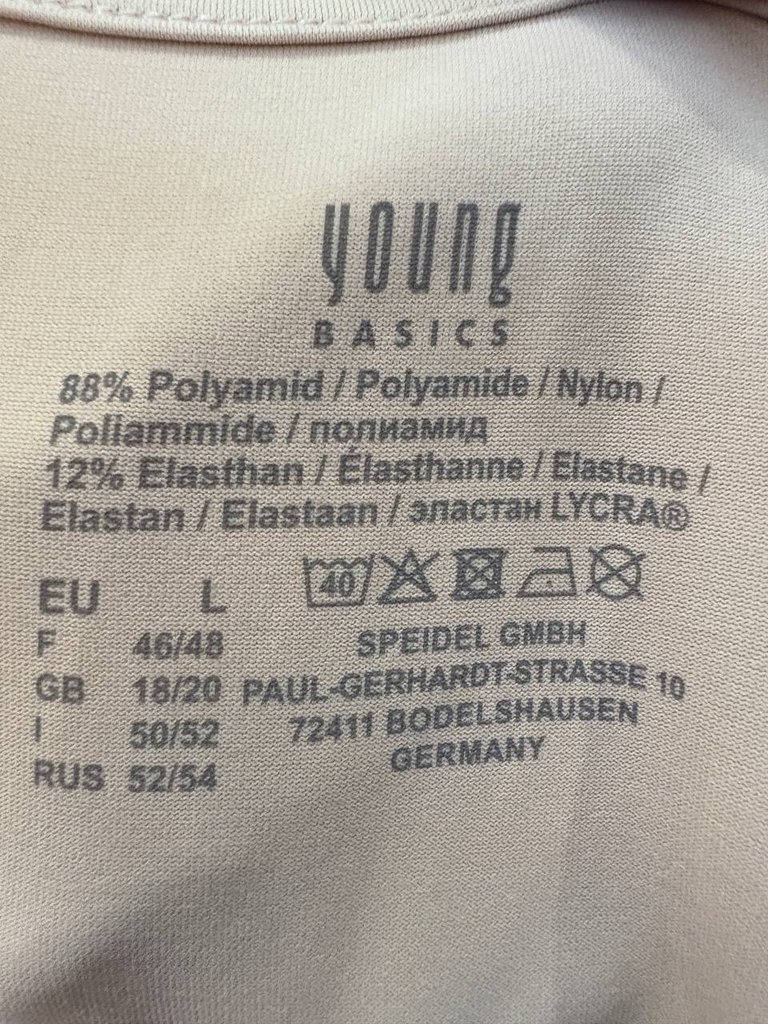 young
BASICS
88% Polyamid / Polyamide / Nylon /
Poliammide / полиамид
12% Elasthan / Élasthanne / Elastane /
Elastan / Elastaan / эластан LYCRA®
40
EU L
F 46/48
GB 18/20
I 50/52
RUS 52/54
SPEIDEL GMBH
PAUL-GERHARDT-STRASSE 10
72411 BODELSHAUSEN
GERMANY